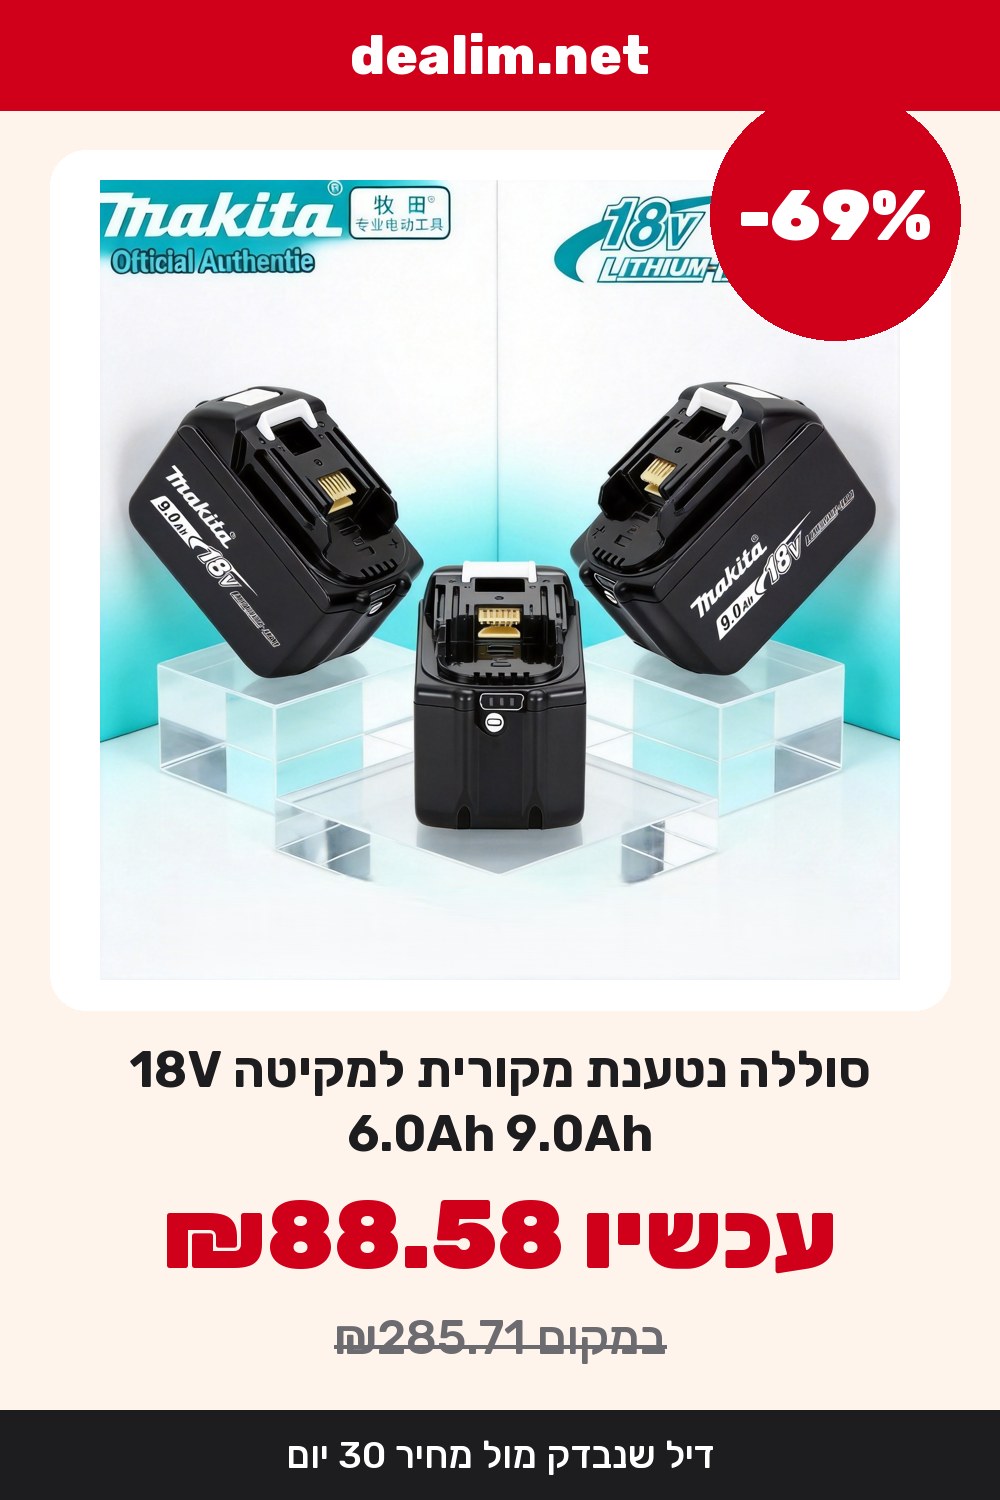 dealim.net
-69%
makita®
牧田®
专业电动工具
Ofticial Authentie
18V
LITHIUM-
makita®
9.0Ah 18V
makita®
9.0Ah 18V
סוללה נטענת מקורית למקיטה 18V
6.0Ah 9.0Ah
עכשיו 88.58₪
במקום 285.71₪
דיל שנבדק מול מחיר 30 יום